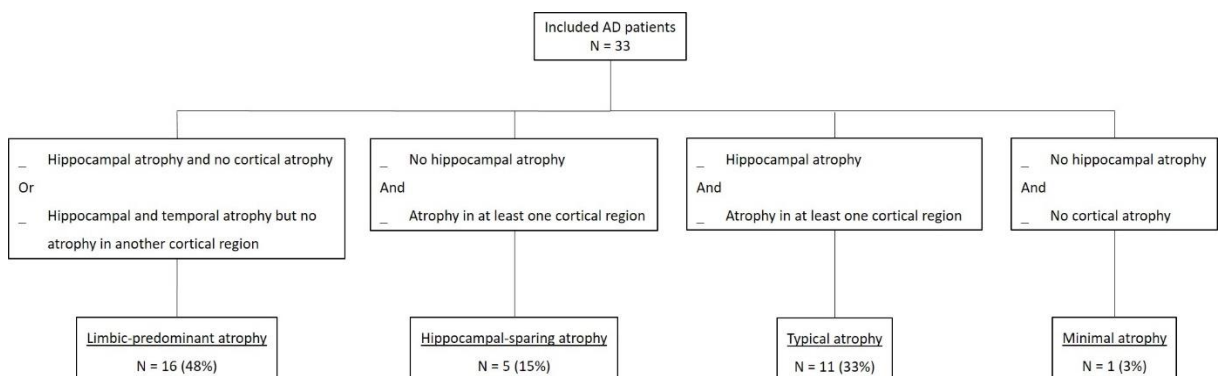 Included AD patients
N = 33
_ Hippocampal atrophy and no cortical atrophy
Or
_ Hippocampal and temporal atrophy but no
atrophy in another cortical region
_ No hippocampal atrophy
And
_ Atrophy in at least one cortical region
_ Hippocampal atrophy
And
_ Atrophy in at least one cortical region
_ No hippocampal atrophy
And
_ No cortical atrophy
Limbic-predominant atrophy
N = 16 (48%)
Hippocampal-sparing atrophy
N = 5 (15%)
Typical atrophy
N = 11 (33%)
Minimal atrophy
N = 1 (3%)